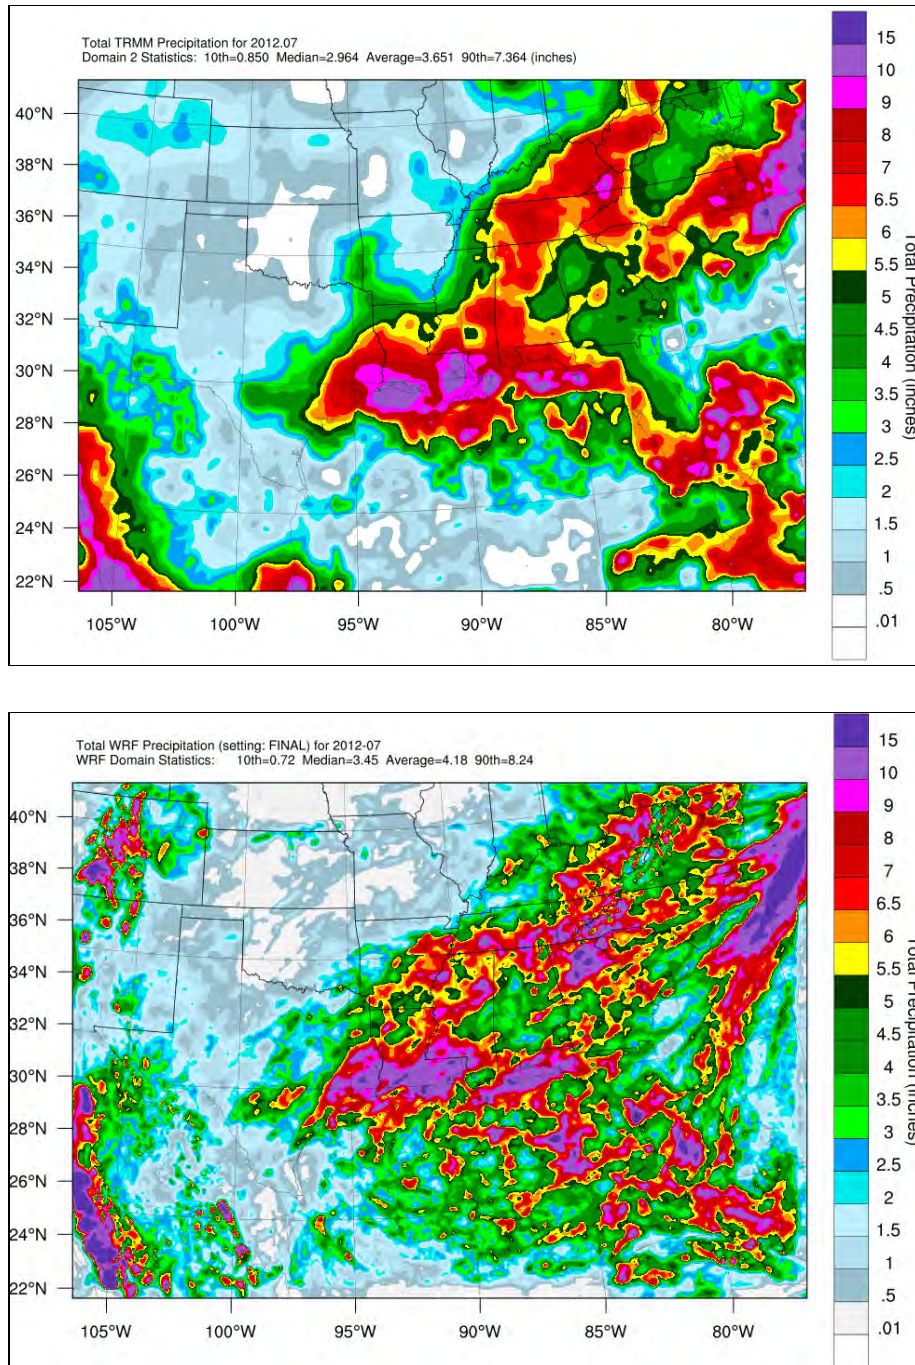 Total TRMM Precipitation for 2012.07
Domain 2 Statistics: 10th=0.850 Median=2.964 Average=3.651 90th=7.364 (inches)
40°N
38°N
36°N
34°N
32°N
30°N
28°N
26°N
24°N
22°N
105°W
100°W
95°W
90°W
85°W
80°W
15
10
9
8
7
6.5
6
5.5
5
4.5
4
3.5
3
2.5
2
1.5
1
.5
.01
Total Precipitation (inches)
Total WRF Precipitation (setting: FINAL) for 2012-07
WRF Domain Statistics: 10th=0.72 Median=3.45 Average=4.18 90th=8.24
40°N
38°N
36°N
34°N
32°N
30°N
28°N
26°N
24°N
22°N
105°W
100°W
95°W
90°W
85°W
80°W
15
10
9
8
7
6.5
6
5.5
5
4.5
4
3.5
3
2.5
2
1.5
1
.5
.01
Total Precipitation (inches)